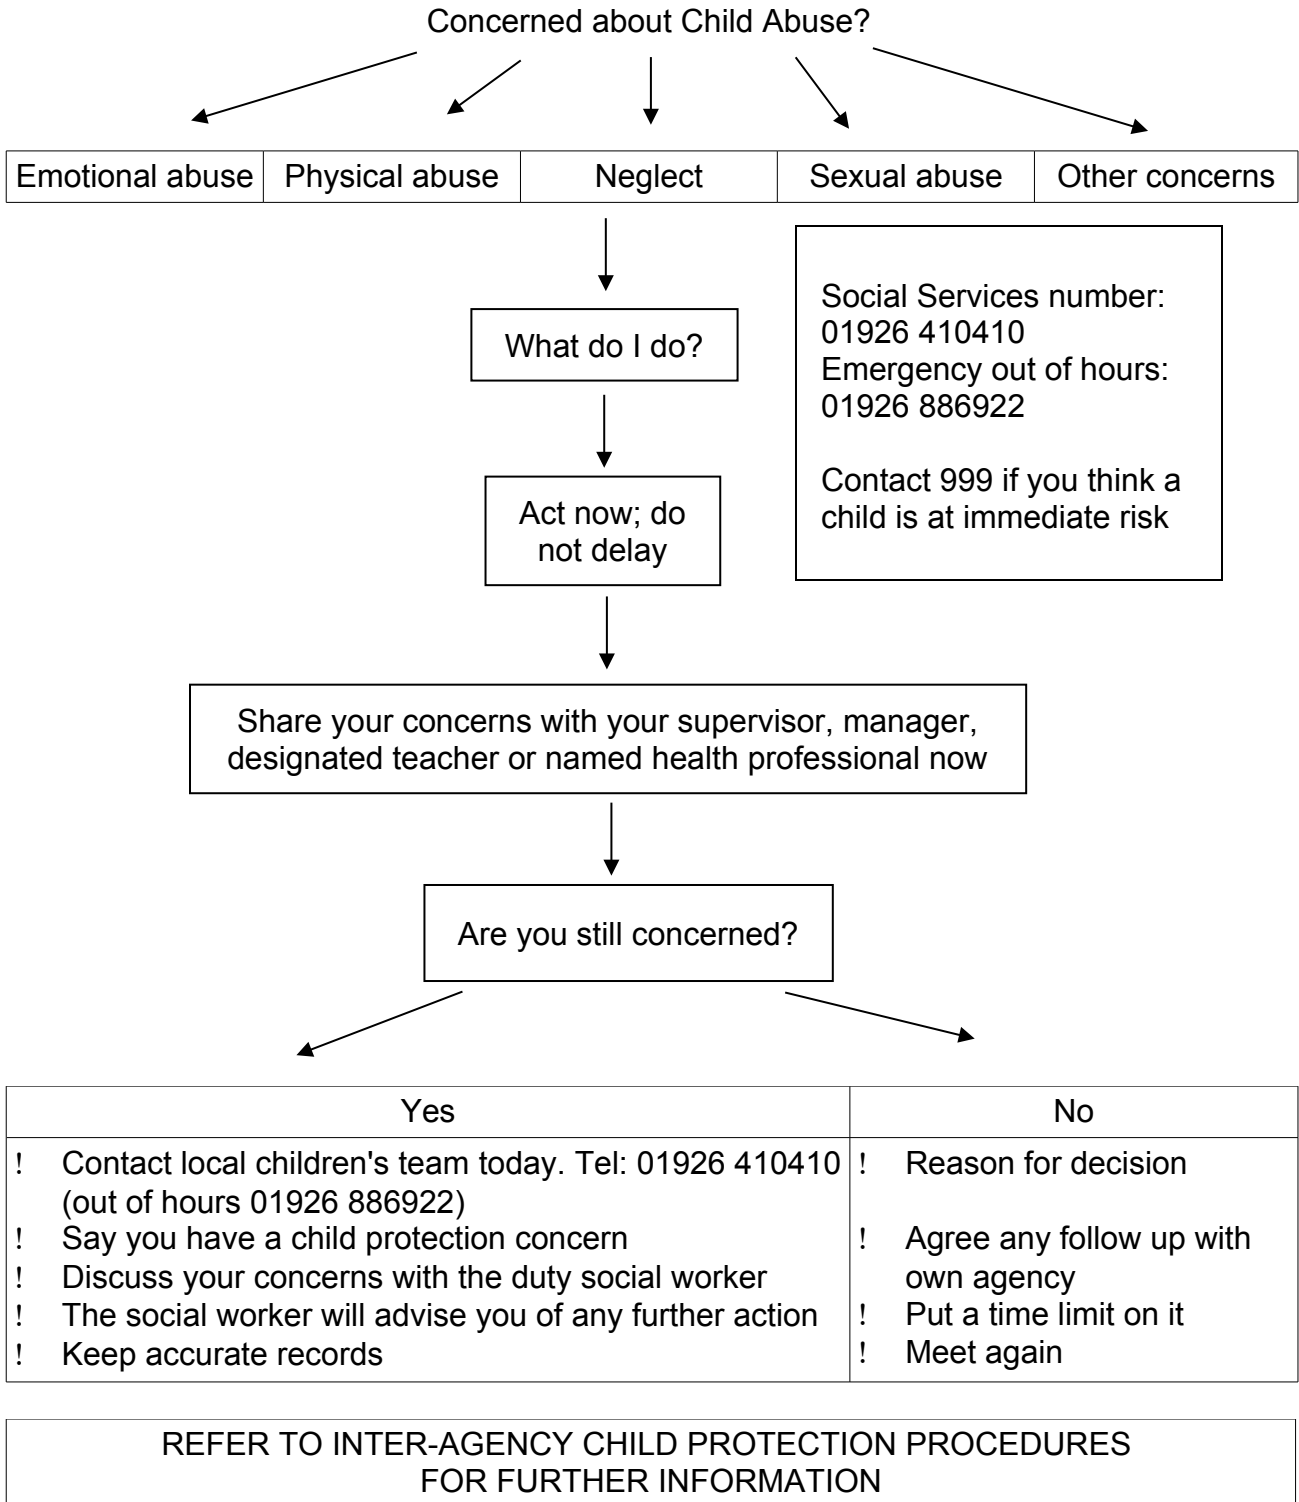 Concerned about Child Abuse?
Emotional abuse Physical abuse Neglect Sexual abuse Other concerns
Social Services number:
01926 410410
Emergency out of hours:
01926 886922
Contact 999 if you think a
child is at immediate risk
What do I do?
Act now; do
not delay
Share your concerns with your supervisor, manager,
designated teacher or named health professional now
Are you still concerned?
Yes
! Contact local children's team today. Tel: 01926 410410
(out of hours 01926 886922)
! Say you have a child protection concern
! Discuss your concerns with the duty social worker
! The social worker will advise you of any further action
! Keep accurate records
No
! Reason for decision
! Agree any follow up with
own agency
! Put a time limit on it
! Meet again
REFER TO INTER-AGENCY CHILD PROTECTION PROCEDURES
FOR FURTHER INFORMATION